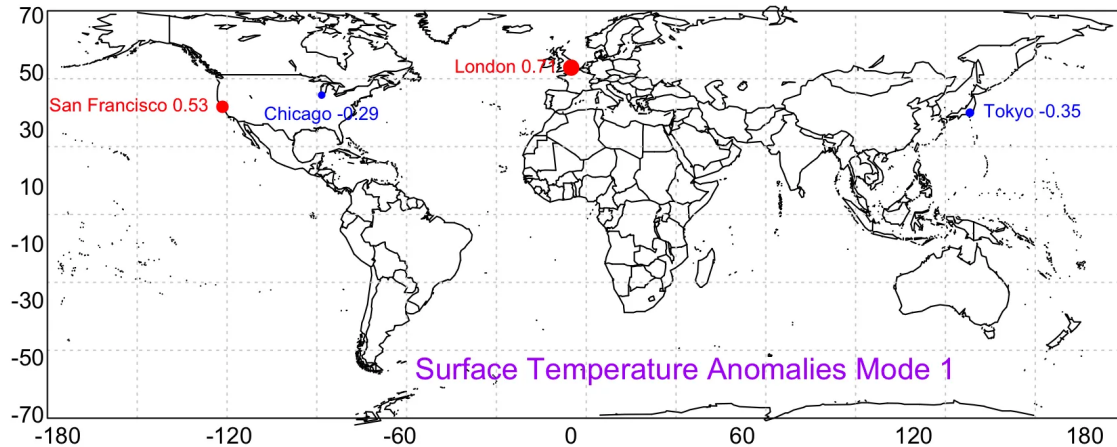 70
50
30
10
-10
-30
-50
-70
London 0.71
San Francisco 0.53
Chicago -0.29
Tokyo -0.35
Surface Temperature Anomalies Mode 1
-180 -120 -60 0 60 120 180